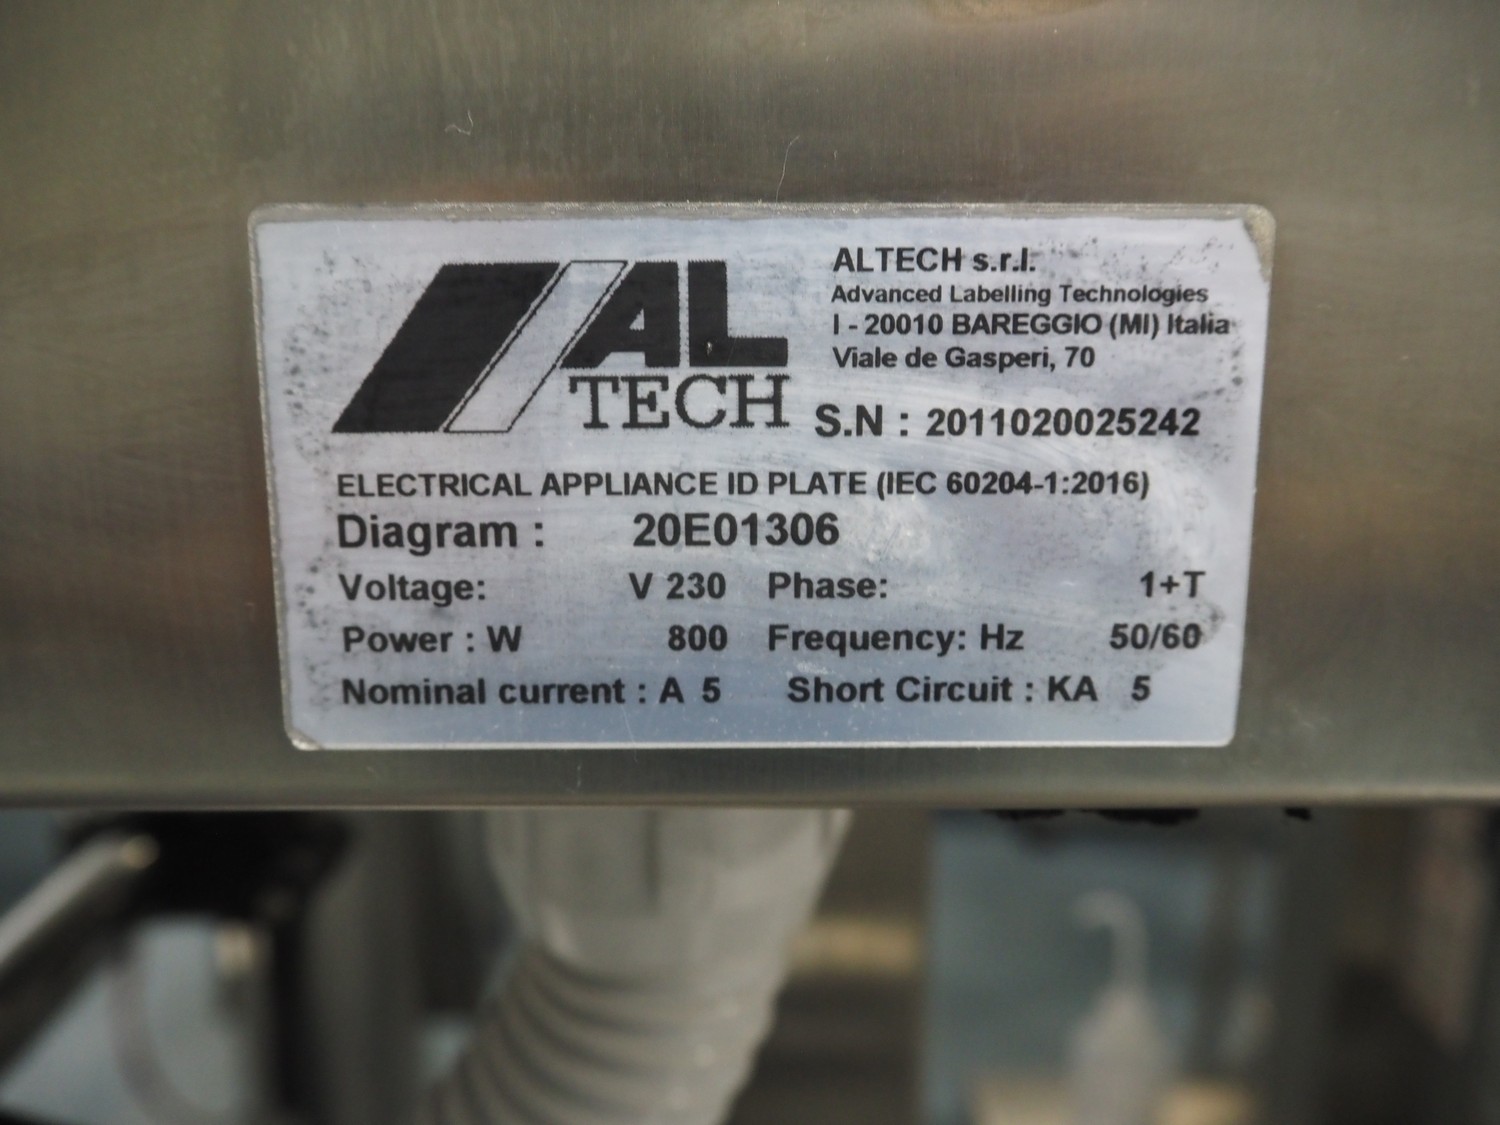 AL
TECH
ALTECH s.r.l.
Advanced Labelling Technologies
I - 20010 BAREGGIO (MI) Italia
Viale de Gasperi, 70
S.N : 2011020025242
ELECTRICAL APPLIANCE ID PLATE (IEC 60204-1:2016)
Diagram : 20E01306
Voltage: V 230 Phase: 1+T
Power : W 800 Frequency: Hz 50/60
Nominal current : A 5 Short Circuit : KA 5